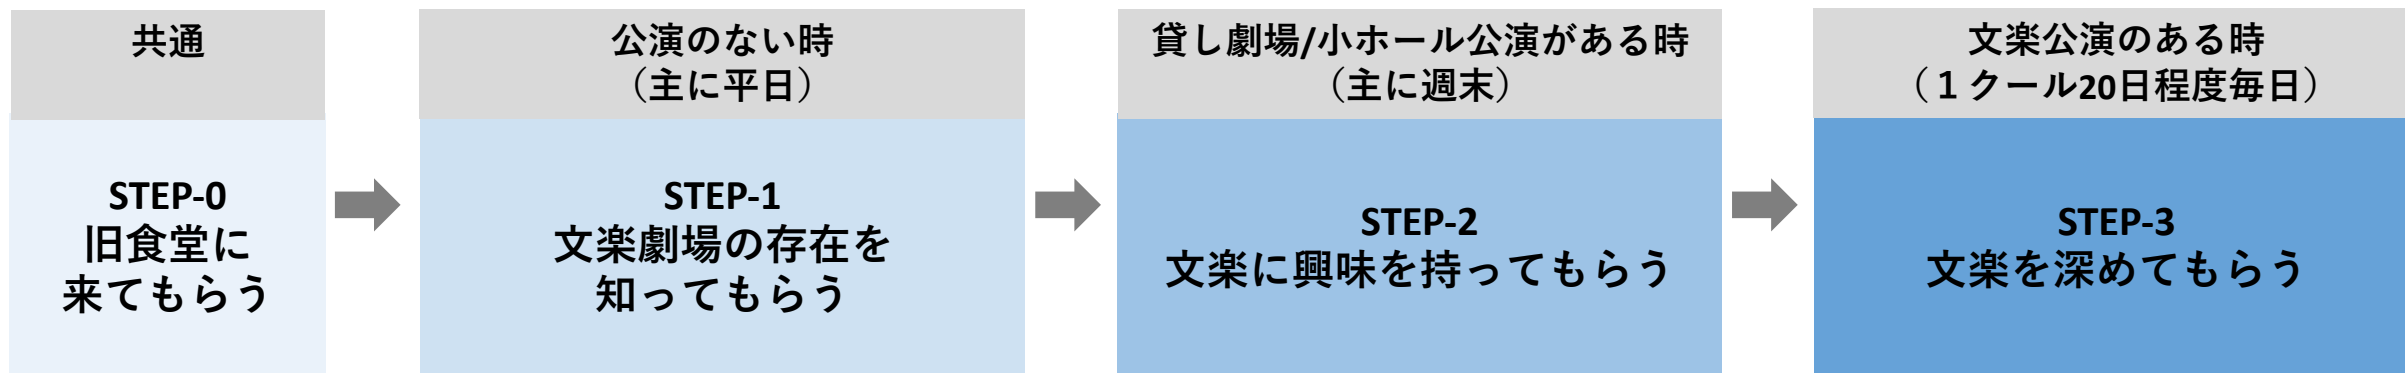 共通
公演のない時
（主に平日）
貸し劇場/小ホール公演がある時
（主に週末）
文楽公演のある時
（１クール20日程度毎日）
STEP-0
旧食堂に
来てもらう
STEP-1
文楽劇場の存在を
知ってもらう
STEP-2
文楽に興味を持ってもらう
STEP-3
文楽を深めてもらう